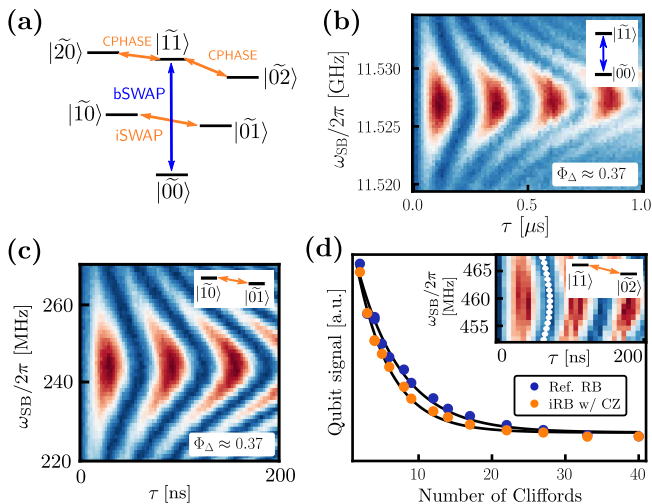 (a)
|2̃0⟩
CPHASE
|1̃1⟩
CPHASE
|0̃2⟩
bSWAP
|1̃0⟩
iSWAP
|0̃1⟩
|0̃0⟩
(b)
ω_SB/2π [GHz]
11.530
11.525
11.520
|1̃1⟩
|0̃0⟩
Φ_Δ ≈ 0.37
0.0
0.5
1.0
τ [μs]
(c)
ω_SB/2π [MHz]
260
240
220
|1̃0⟩
|0̃1⟩
Φ_Δ ≈ 0.37
0
100
200
τ [ns]
(d)
Qubit signal [a.u.]
ω_SB/2π
[MHz]
465
460
455
|1̃1⟩
|0̃2⟩
0
200
τ [ns]
Ref. RB
iRB w/ CZ
10
20
30
40
Number of Cliffords